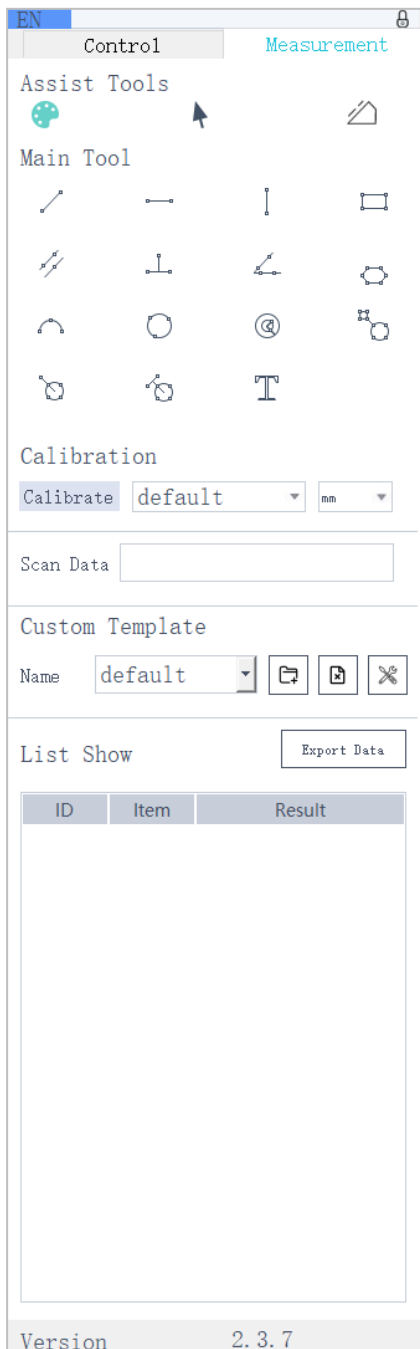 EN
Control Measurement
Assist Tools
Main Tool
T
Calibration
Calibrate default mm
Scan Data
Custom Template
Name default
List Show Export Data
ID Item Result
Version 2.3.7